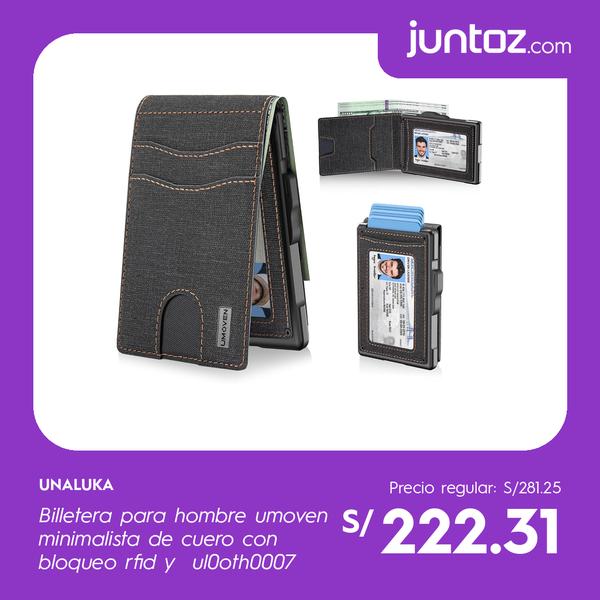 juntoz.com
UMOVEN
UNALUKA
Billetera para hombre umoven
minimalista de cuero con
bloqueo rfid y ul0oth0007
Precio regular: S/281.25
S/222.31